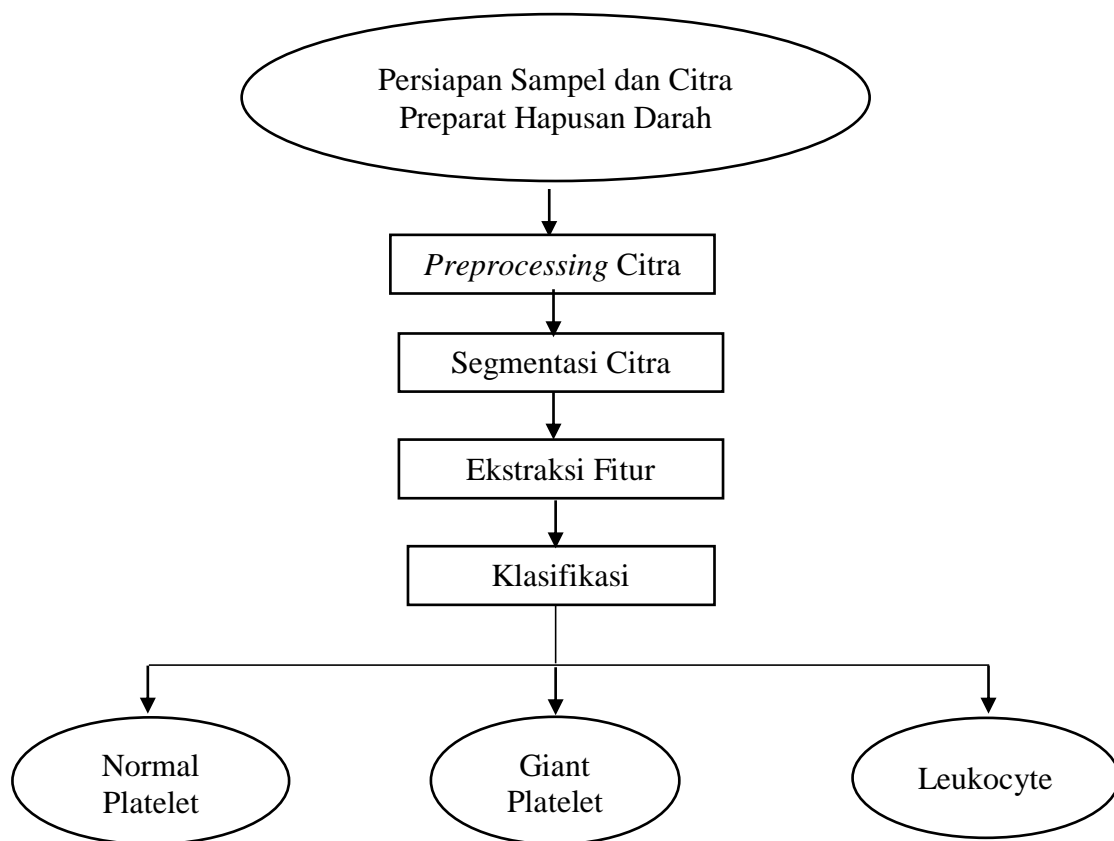 Persiapan Sampel dan Citra
Preparat Hapusan Darah
Preprocessing Citra
Segmentasi Citra
Ekstraksi Fitur
Klasifikasi
Normal
Platelet
Giant
Platelet
Leukocyte